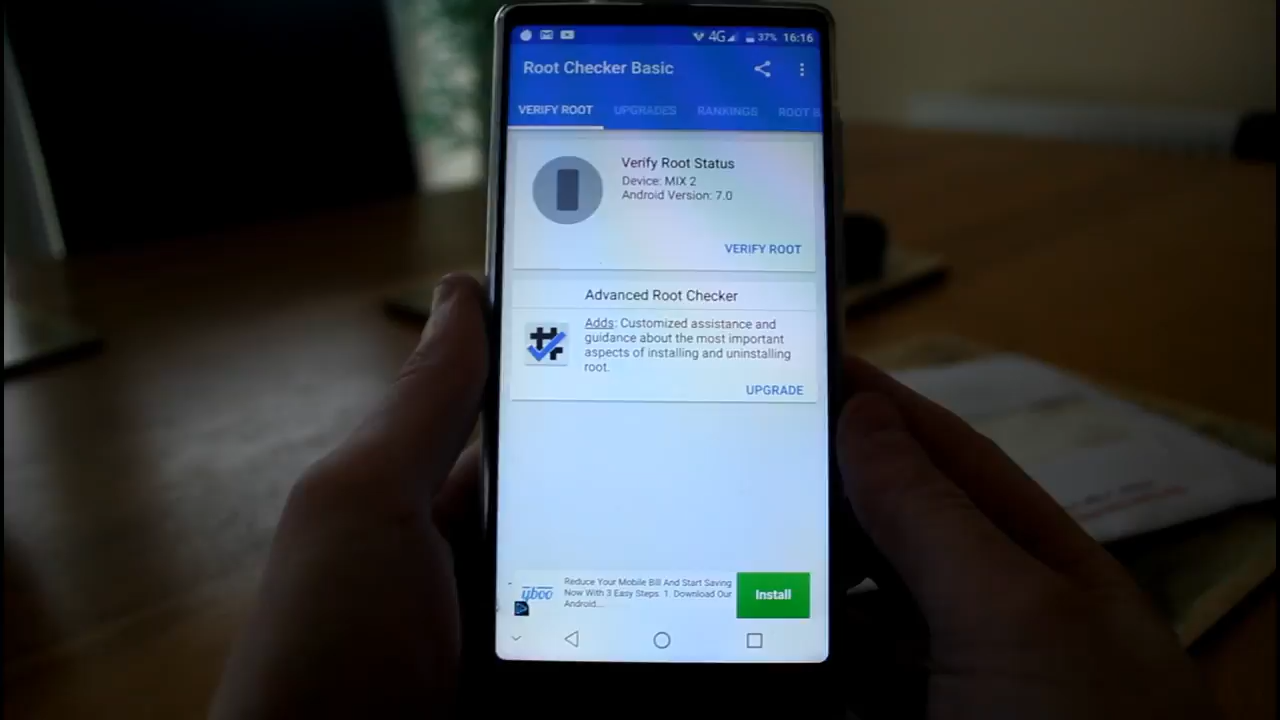 4G 37% 16:16
Root Checker Basic
VERIFY ROOT UPGRADES RANKINGS ROOT B
Verify Root Status
Device: MIX 2
Android Version: 7.0
VERIFY ROOT
Advanced Root Checker
Adds: Customized assistance and
guidance about the most important
aspects of installing and uninstalling
root.
UPGRADE
yboo
Reduce Your Mobile Bill And Start Saving
Now With 3 Easy Steps. 1. Download Our
Android...
Install